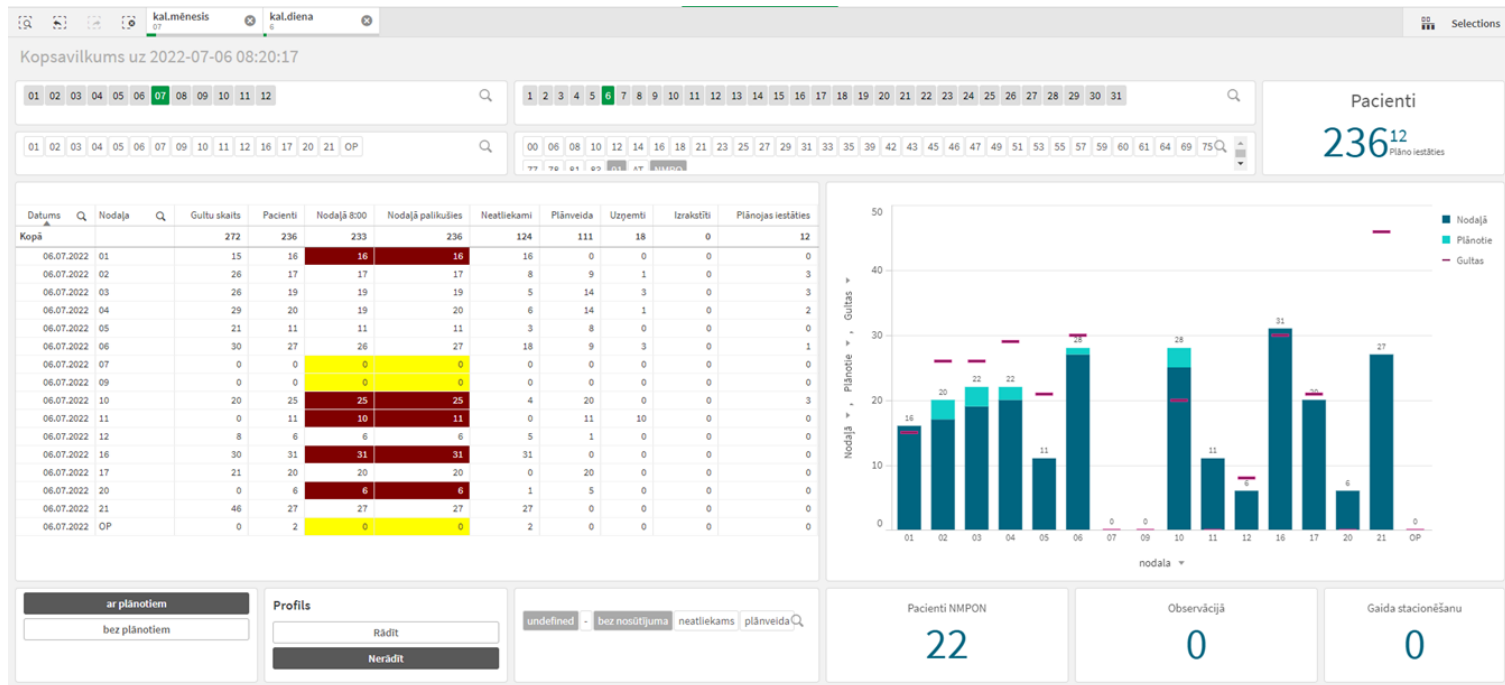 kal.mēnesis
07
kal.diena
6
Selections
Kopsavilkums uz 2022-07-06 08:20:17
01 02 03 04 05 06 07 08 09 10 11 12
1 2 3 4 5 6 7 8 9 10 11 12 13 14 15 16 17 18 19 20 21 22 23 24 25 26 27 28 29 30 31
Pacienti
236 12
Plāno iestāties
01 02 03 04 05 06 07 09 10 11 12 16 17 20 21 OP
00 06 08 10 12 14 16 18 21 23 25 27 29 31 33 35 39 42 43 45 46 47 49 51 53 55 57 59 60 61 64 69 75
77 78 81 82 91 AT NMPO
Datums Nodaļa Gultu skaits Pacienti Nodaļā 8:00 Nodaļā palikušies Neatliekami Plānveida Uzņemti Izrakstīti Plānojas iestāties
Kopā 272 236 233 236 124 111 18 0 12
06.07.2022 01 15 16 16 16 16 0 0 0 0
06.07.2022 02 26 17 17 17 8 9 1 0 3
06.07.2022 03 26 19 19 19 5 14 3 0 3
06.07.2022 04 29 20 19 20 6 14 1 0 2
06.07.2022 05 21 11 11 11 3 8 0 0 0
06.07.2022 06 30 27 26 27 18 9 3 0 1
06.07.2022 07 0 0 0 0 0 0 0 0 0
06.07.2022 09 0 0 0 0 0 0 0 0 0
06.07.2022 10 20 25 25 25 4 20 0 0 3
06.07.2022 11 0 11 10 11 0 11 10 0 0
06.07.2022 12 8 6 6 6 5 1 0 0 0
06.07.2022 16 30 31 31 31 31 0 0 0 0
06.07.2022 17 21 20 20 20 0 20 0 0 0
06.07.2022 20 0 6 6 6 1 5 0 0 0
06.07.2022 21 46 27 27 27 27 0 0 0 0
06.07.2022 OP 0 2 0 0 2 0 0 0 0
Nodaļā , Plānotie , Gultas
50
40
30
20
10
0
16 20 22 22 11 28 0 0 28 11 6 31 20 6 27 0
01 02 03 04 05 06 07 09 10 11 12 16 17 20 21 OP
nodala
Nodaļā
Plānotie
Gultas
ar plānotiem
bez plānotiem
Profils
Rādīt
Nerādīt
undefined - bez nosūtījuma neatliekams plānveida
Pacienti NMPON
22
Observācijā
0
Gaida stacionēšanu
0